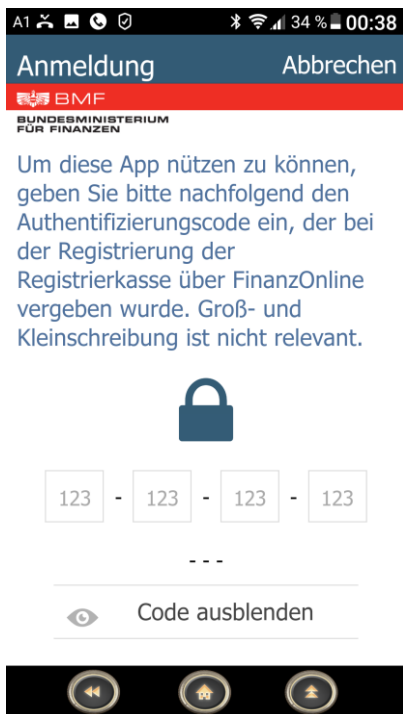 A1 34 % 00:38
Anmeldung Abbrechen
BMF
BUNDESMINISTERIUM
FÜR FINANZEN
Um diese App nützen zu können,
geben Sie bitte nachfolgend den
Authentifizierungscode ein, der bei
der Registrierung der
Registrierkasse über FinanzOnline
vergeben wurde. Groß- und
Kleinschreibung ist nicht relevant.
123 - 123 - 123 - 123
- - -
Code ausblenden